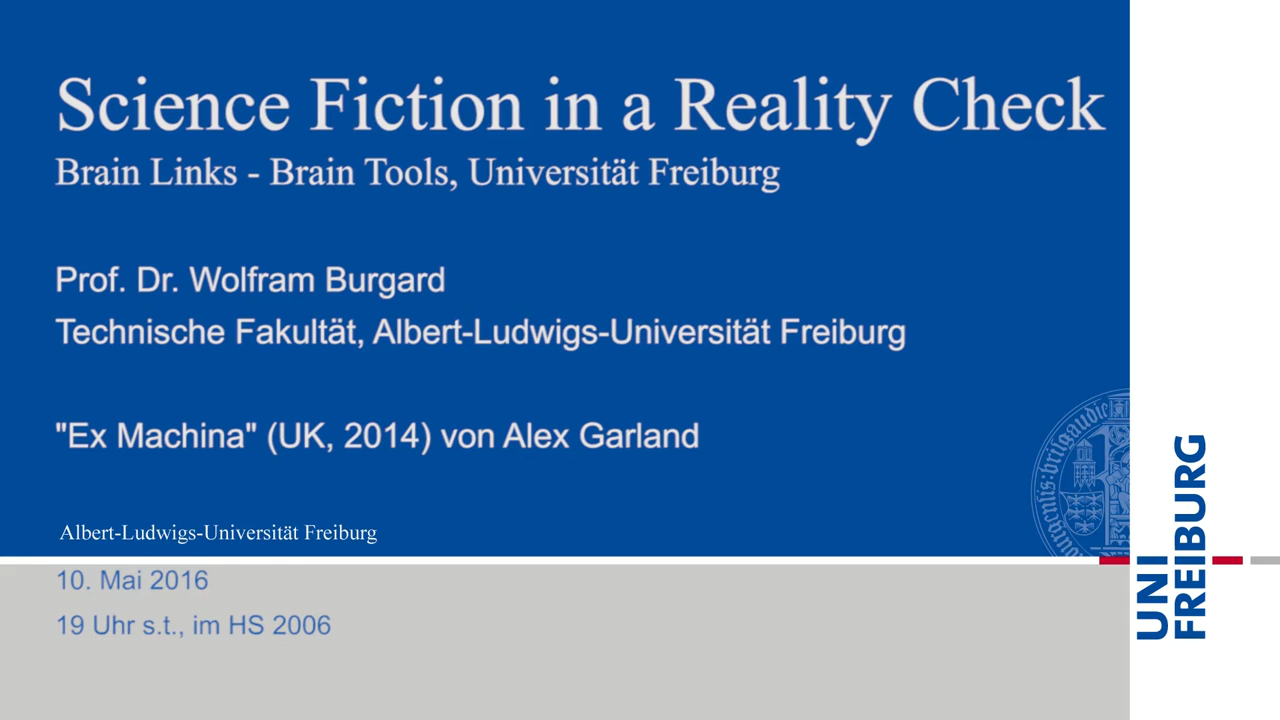 Science Fiction in a Reality Check
Brain Links - Brain Tools, Universität Freiburg
Prof. Dr. Wolfram Burgard
Technische Fakultät, Albert-Ludwigs-Universität Freiburg
"Ex Machina" (UK, 2014) von Alex Garland
Albert-Ludwigs-Universität Freiburg
10. Mai 2016
19 Uhr s.t., im HS 2006
UNI
FREIBURG